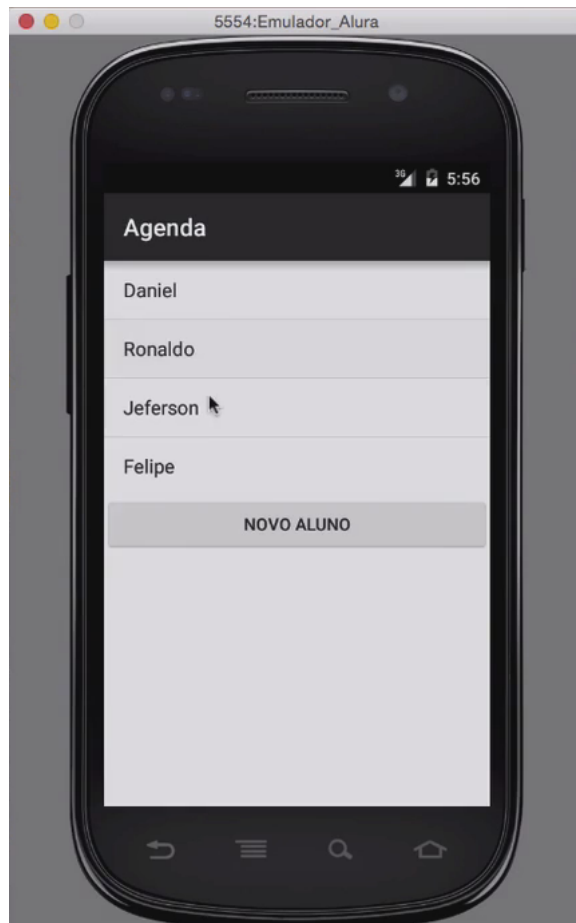 5554:Emulador_Alura
3G 5:56
Agenda
Daniel
Ronaldo
Jeferson
Felipe
NOVO ALUNO